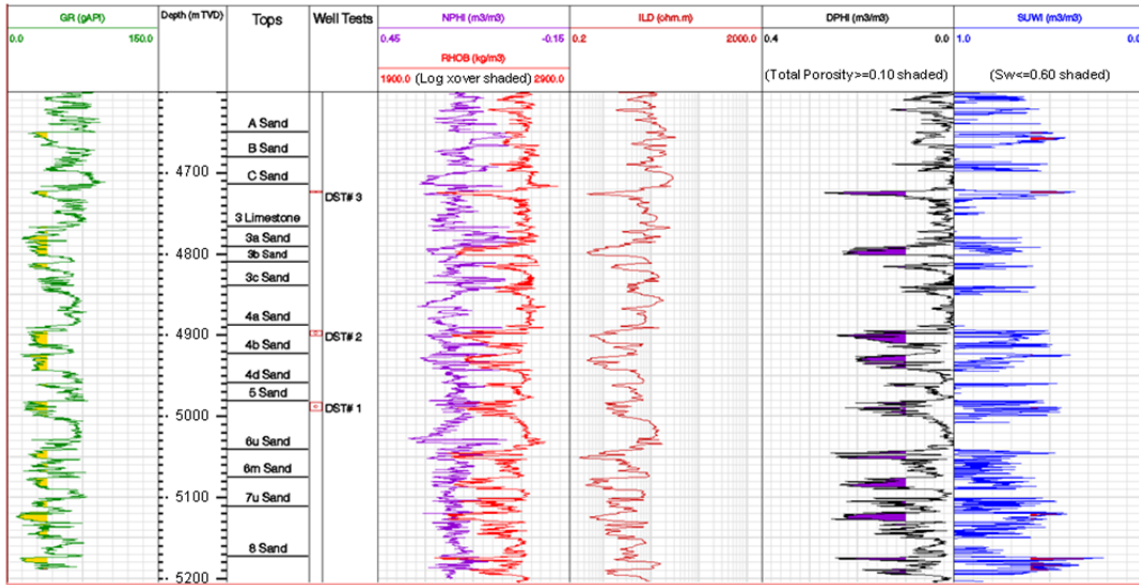 GR (gAPI)
0.0 150.0
Depth (m TVD)
Tops
Well Tests
NPHI (m3/m3)
0.45 -0.15
RHOB (kg/m3)
1900.0 (Log xover shaded) 2900.0
ILD (ohm.m)
0.2 2000.0
DPHI (m3/m3)
0.4 0.0
(Total Porosity>=0.10 shaded)
SUWI (m3/m3)
1.0 0.0
(Sw<=0.60 shaded)
A Sand
B Sand
4700
C Sand
DST# 3
3 Limestone
3a Sand
4800
3b Sand
3c Sand
4a Sand
4900
DST# 2
4b Sand
4d Sand
5 Sand
5000
DST# 1
6u Sand
6m Sand
5100
7u Sand
8 Sand
5200